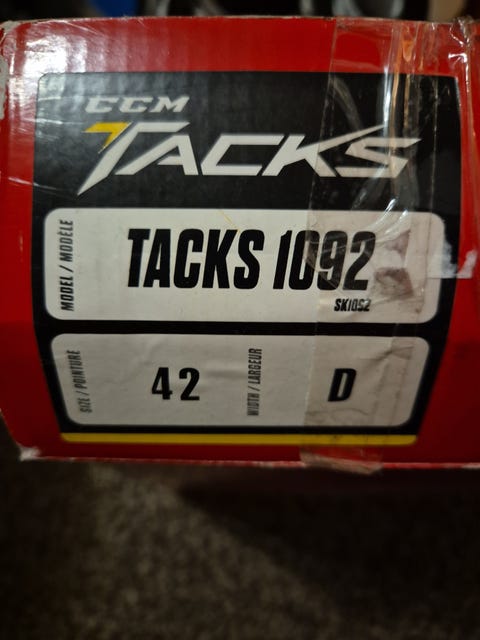 CCM
TACKS
MODEL / MODÈLE
TACKS 1092
SK1092
SIZE / POINTURE
42
WIDTH / LARGEUR
D